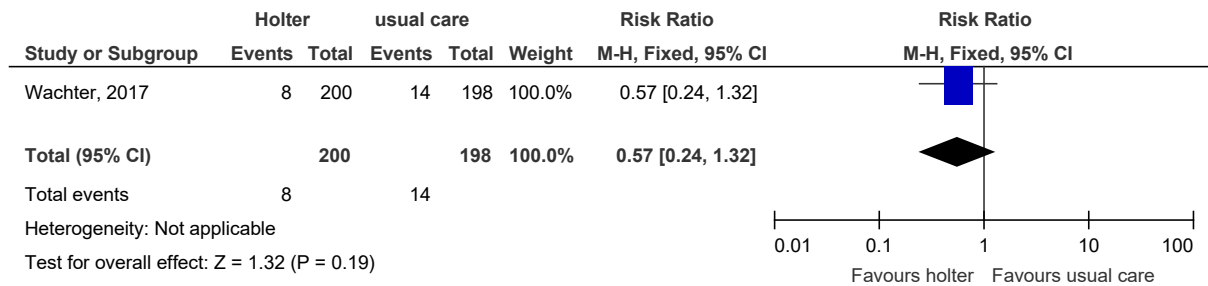 Holter usual care Risk Ratio Risk Ratio
Study or Subgroup Events Total Events Total Weight M-H, Fixed, 95% CI M-H, Fixed, 95% CI
Wachter, 2017 8 200 14 198 100.0% 0.57 [0.24, 1.32]
Total (95% CI) 200 198 100.0% 0.57 [0.24, 1.32]
Total events 8 14
Heterogeneity: Not applicable
Test for overall effect: Z = 1.32 (P = 0.19)
0.01 0.1 1 10 100
Favours holter Favours usual care